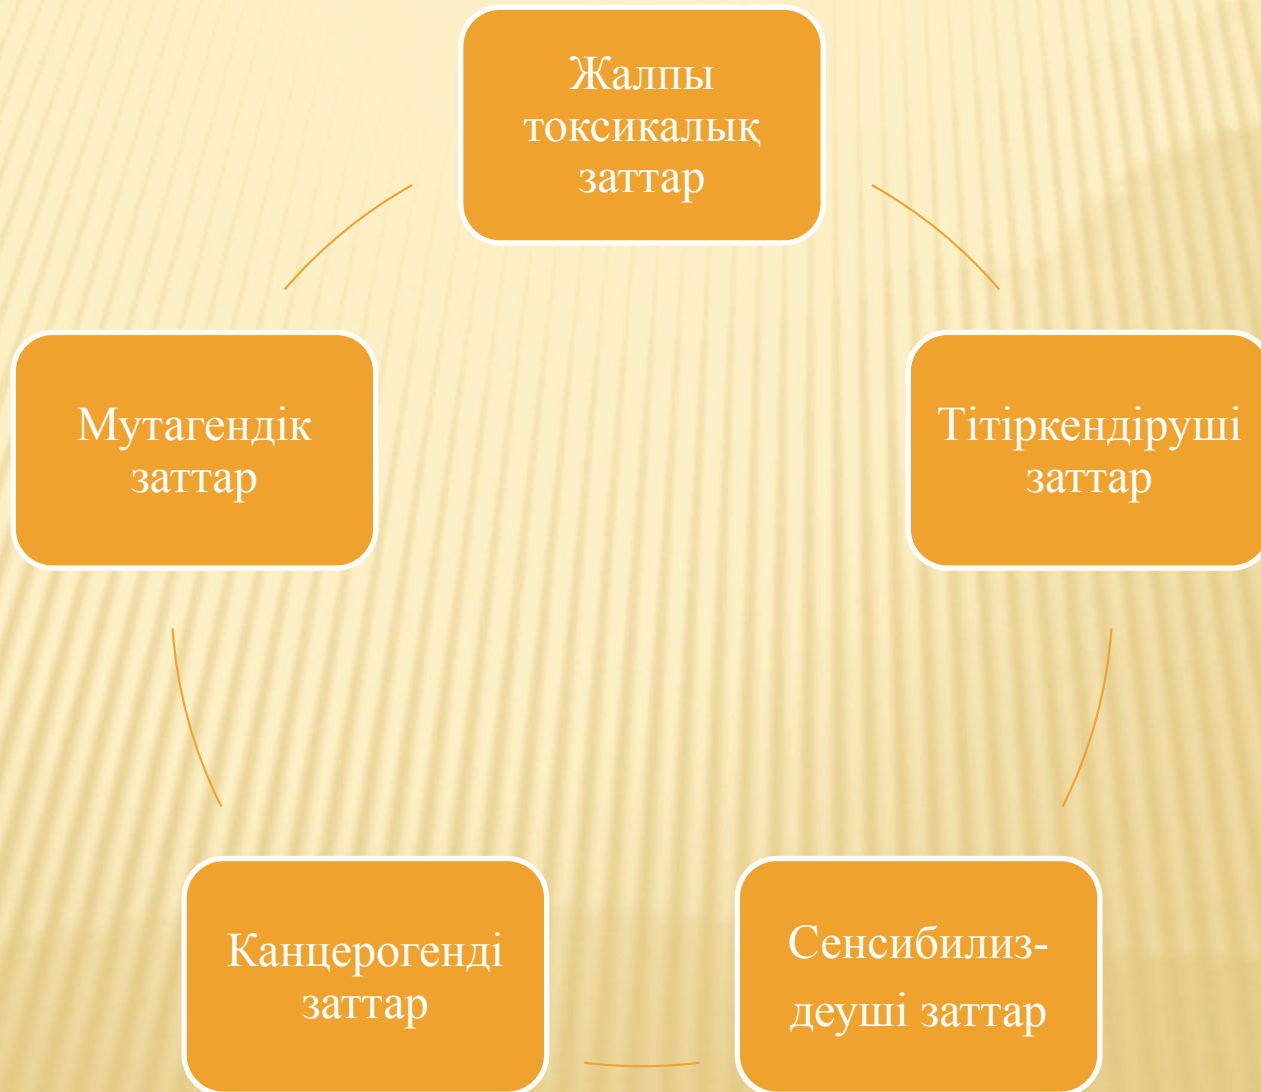 Жалпы
токсикалық
заттар
Тітіркендіруші
заттар
Сенсибилиз-
деуші заттар
Канцерогенді
заттар
Мутагендік
заттар